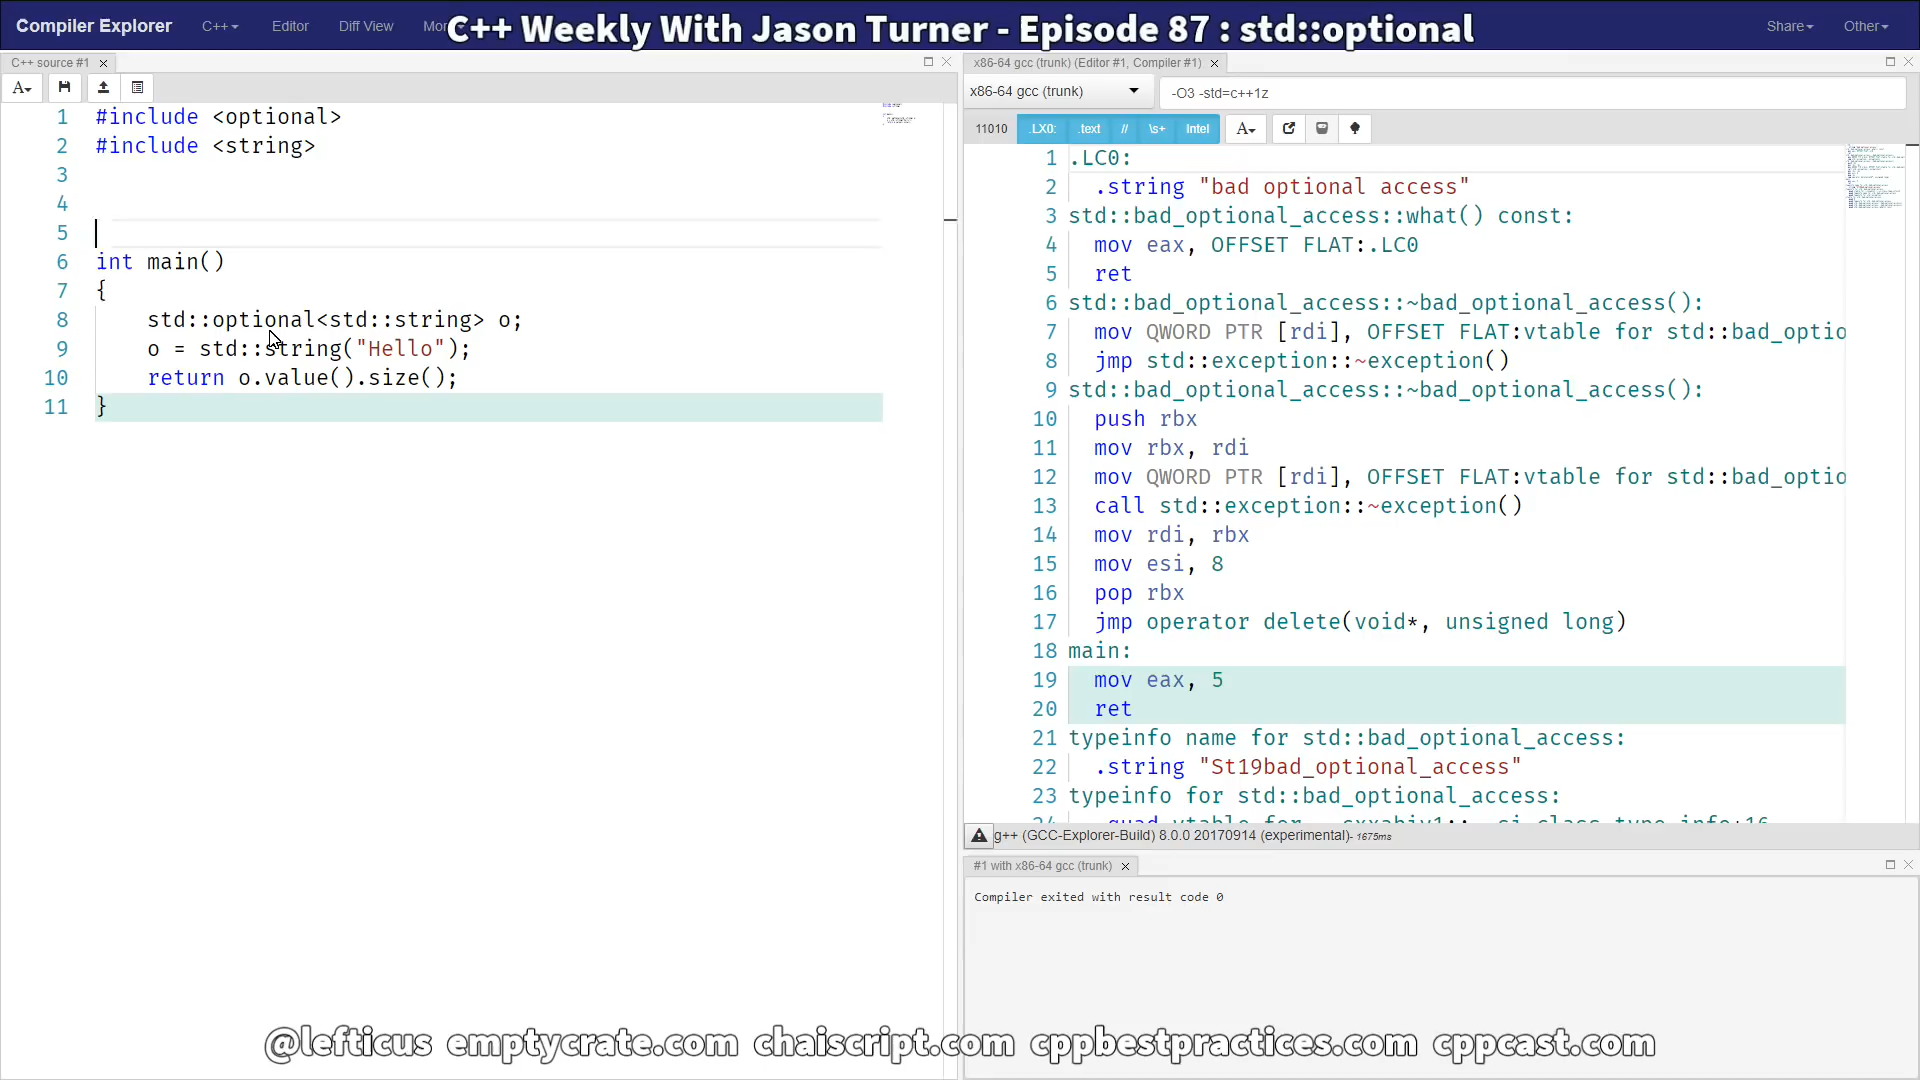 Compiler Explorer C++ Editor Diff View Mor
C++ Weekly With Jason Turner - Episode 87 : std::optional
Share Other
C++ source #1
A
1 #include <optional>
2 #include <string>
3
4
5
6 int main()
7 {
8 std::optional<std::string> o;
9 o = std::string("Hello");
10 return o.value().size();
11 }
x86-64 gcc (trunk) (Editor #1, Compiler #1)
x86-64 gcc (trunk) -O3 -std=c++1z
11010 .LX0: .text // \s+ Intel A
1 .LC0:
2 .string "bad optional access"
3 std::bad_optional_access::what() const:
4 mov eax, OFFSET FLAT:.LC0
5 ret
6 std::bad_optional_access::~bad_optional_access():
7 mov QWORD PTR [rdi], OFFSET FLAT:vtable for std::bad_optio
8 jmp std::exception::~exception()
9 std::bad_optional_access::~bad_optional_access():
10 push rbx
11 mov rbx, rdi
12 mov QWORD PTR [rdi], OFFSET FLAT:vtable for std::bad_optio
13 call std::exception::~exception()
14 mov rdi, rbx
15 mov esi, 8
16 pop rbx
17 jmp operator delete(void*, unsigned long)
18 main:
19 mov eax, 5
20 ret
21 typeinfo name for std::bad_optional_access:
22 .string "St19bad_optional_access"
23 typeinfo for std::bad_optional_access:
g++ (GCC-Explorer-Build) 8.0.0 20170914 (experimental)- 1675ms
#1 with x86-64 gcc (trunk)
Compiler exited with result code 0
@lefticus emptycrate.com chaiscript.com cppbestpractices.com cppcast.com